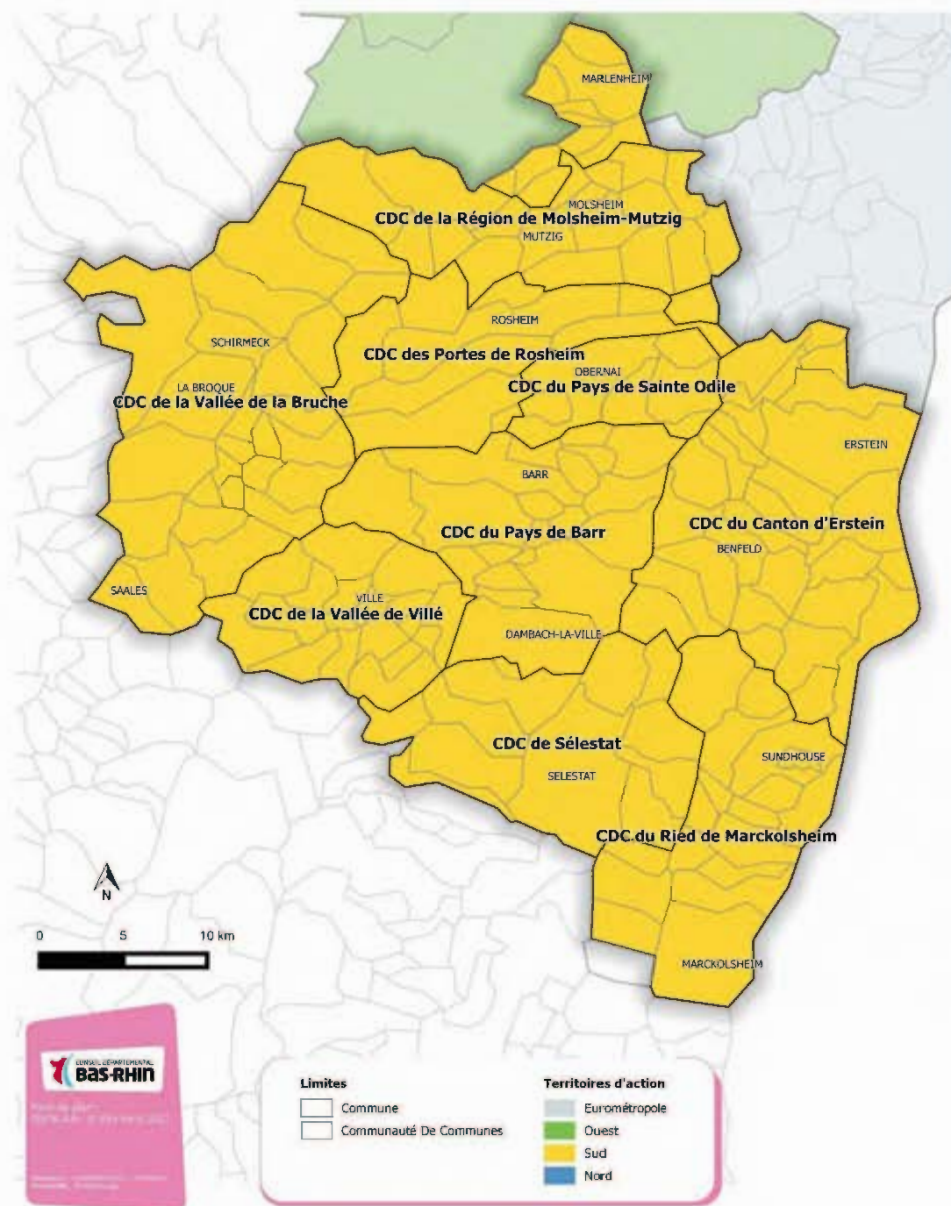 MARLENHEIM
MOLSHEIM
CDC de la Région de Molsheim-Mutzig
MUTZIG
ROSHEIM
SCHIRMECK
CDC des Portes de Rosheim
OBERNAI
LA BROQUE
CDC du Pays de Sainte Odile
CDC de la Vallée de la Bruche
ERSTEIN
BARR
CDC du Canton d'Erstein
CDC du Pays de Barr
BENFELD
SAALES
VILLE
CDC de la Vallée de Villé
DAMBACH-LA-VILLE
CDC de Sélestat
SUNDHOUSE
SELESTAT
CDC du Ried de Marckolsheim
N
0 5 10 km
MARCKOLSHEIM
CONSEIL DÉPARTEMENTAL
BAS-RHIN
Limites
Commune
Communauté De Communes
Territoires d'action
Eurométropole
Ouest
Sud
Nord